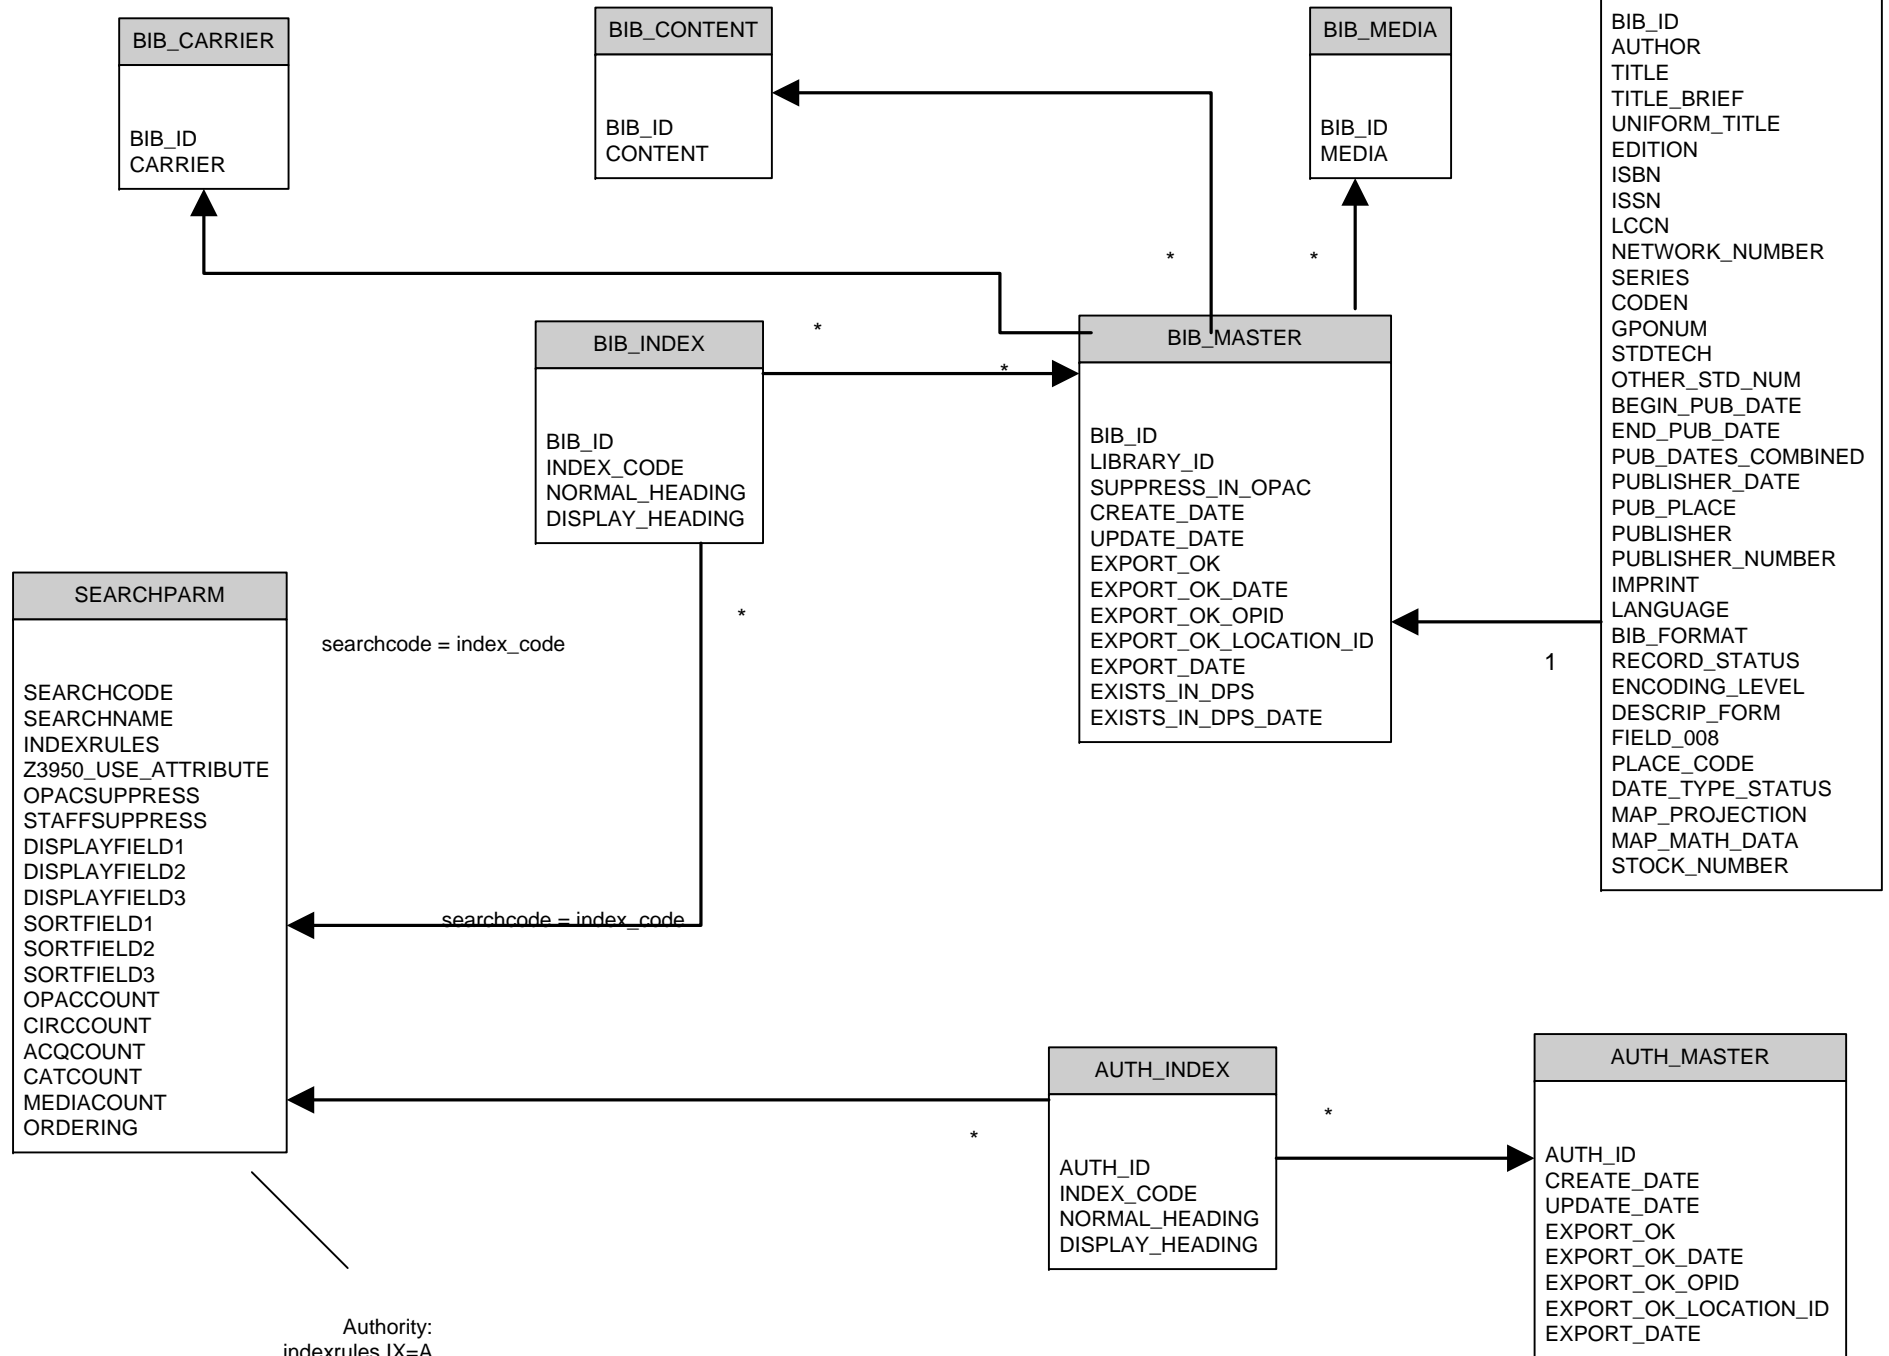 BIB_CARRIER
BIB_ID
CARRIER
BIB_CONTENT
BIB_ID
CONTENT
BIB_MEDIA
BIB_ID
MEDIA
BIB_ID
AUTHOR
TITLE
TITLE_BRIEF
UNIFORM_TITLE
EDITION
ISBN
ISSN
LCCN
NETWORK_NUMBER
SERIES
CODEN
GPONUM
STDTECH
OTHER_STD_NUM
BEGIN_PUB_DATE
END_PUB_DATE
PUB_DATES_COMBINED
PUBLISHER_DATE
PUB_PLACE
PUBLISHER
PUBLISHER_NUMBER
IMPRINT
LANGUAGE
BIB_FORMAT
RECORD_STATUS
ENCODING_LEVEL
DESCRIP_FORM
FIELD_008
PLACE_CODE
DATE_TYPE_STATUS
MAP_PROJECTION
MAP_MATH_DATA
STOCK_NUMBER
*
*
*
*
BIB_INDEX
BIB_ID
INDEX_CODE
NORMAL_HEADING
DISPLAY_HEADING
BIB_MASTER
BIB_ID
LIBRARY_ID
SUPPRESS_IN_OPAC
CREATE_DATE
UPDATE_DATE
EXPORT_OK
EXPORT_OK_DATE
EXPORT_OK_OPID
EXPORT_OK_LOCATION_ID
EXPORT_DATE
EXISTS_IN_DPS
EXISTS_IN_DPS_DATE
1
*
SEARCHPARM
SEARCHCODE
SEARCHNAME
INDEXRULES
Z3950_USE_ATTRIBUTE
OPACSUPPRESS
STAFFSUPPRESS
DISPLAYFIELD1
DISPLAYFIELD2
DISPLAYFIELD3
SORTFIELD1
SORTFIELD2
SORTFIELD3
OPACCOUNT
CIRCCOUNT
ACQCOUNT
CATCOUNT
MEDIACOUNT
ORDERING
searchcode = index_code
searchcode = index_code
AUTH_INDEX
AUTH_ID
INDEX_CODE
NORMAL_HEADING
DISPLAY_HEADING
*
*
AUTH_MASTER
AUTH_ID
CREATE_DATE
UPDATE_DATE
EXPORT_OK
EXPORT_OK_DATE
EXPORT_OK_OPID
EXPORT_OK_LOCATION_ID
EXPORT_DATE
Authority:
indexrules IX=A